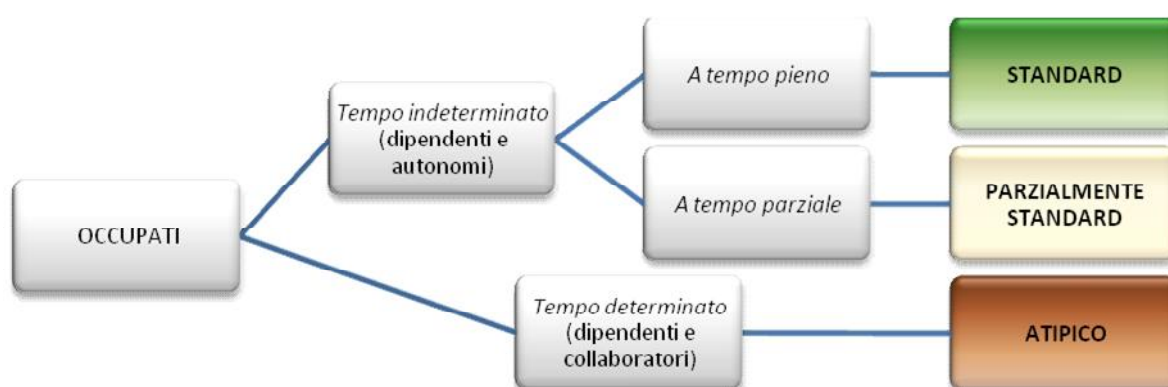 OCCUPATI
Tempo indeterminato
(dipendenti e
autonomi)
A tempo pieno
STANDARD
A tempo parziale
PARZIALMENTE
STANDARD
Tempo determinato
(dipendenti e
collaboratori)
ATIPICO